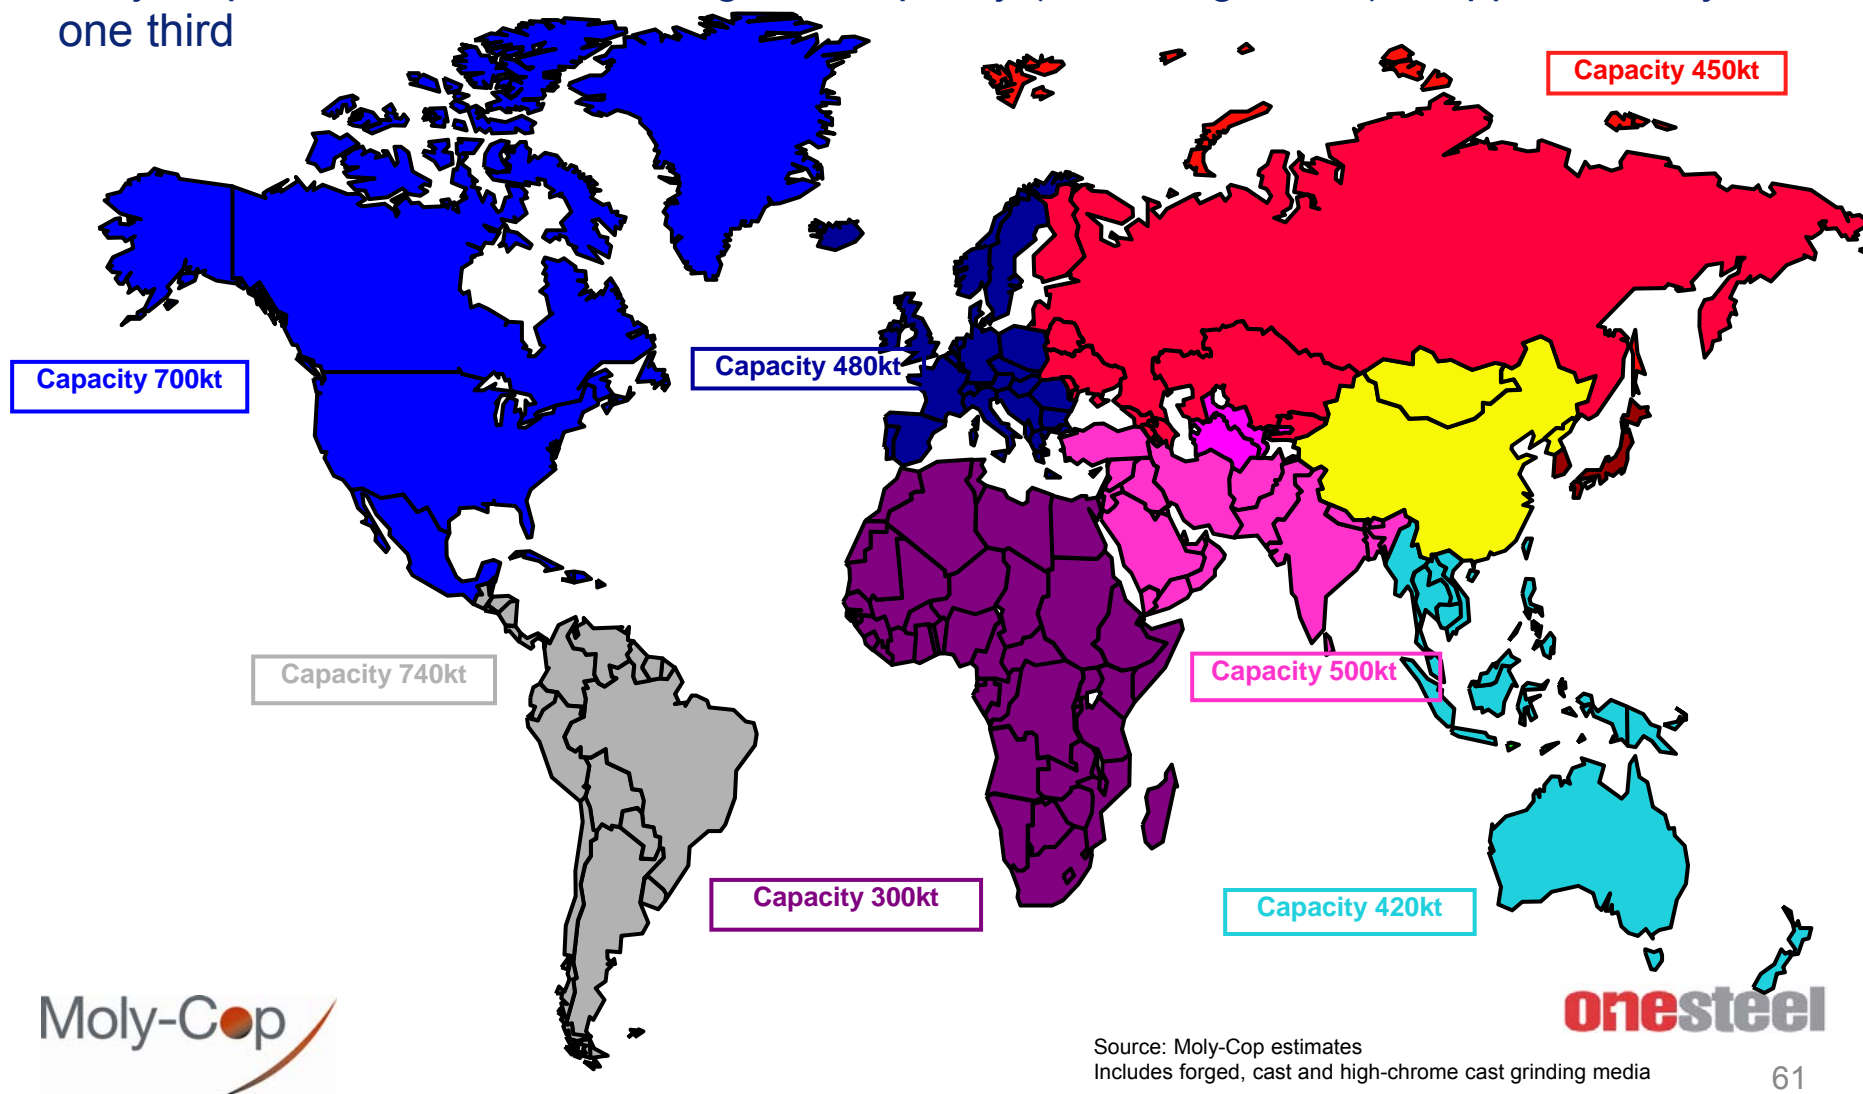 one third
Capacity 450kt
Capacity 700kt
Capacity 480kt
Capacity 740kt
Capacity 500kt
Capacity 300kt
Capacity 420kt
Moly-Cop
onesteel
Source: Moly-Cop estimates
Includes forged, cast and high-chrome cast grinding media
61